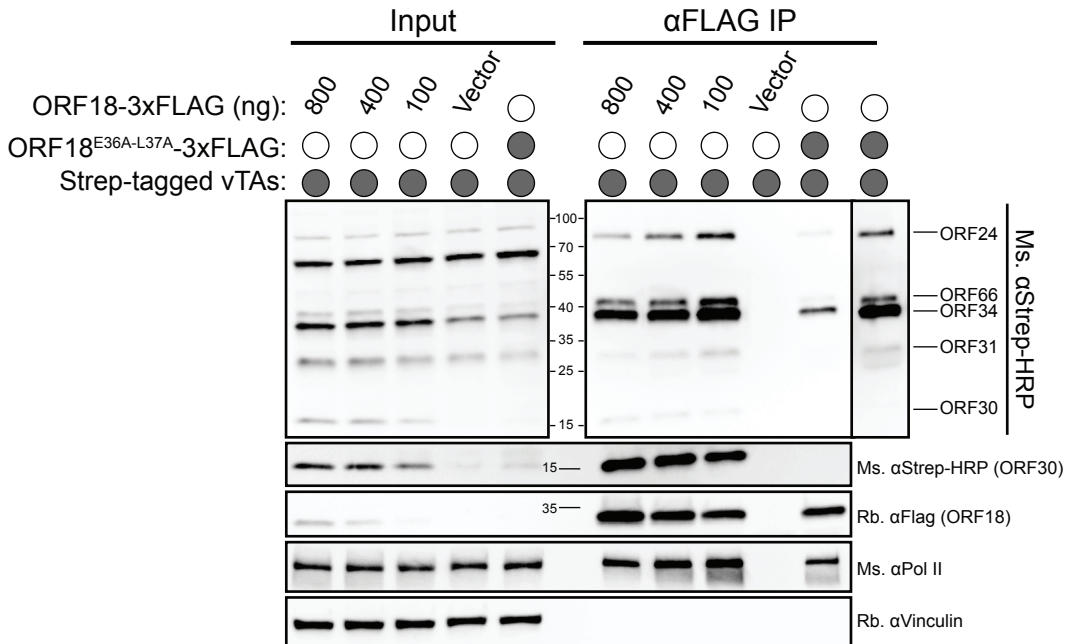 Input αFLAG IP
ORF18-3xFLAG (ng): 800 400 100 Vector 800 400 100 Vector
ORF18E36A-L37A-3xFLAG:
Strep-tagged vTAs:
100
70
55
40
35
25
15
ORF24
ORF66
ORF34
ORF31
ORF30
Ms. αStrep-HRP
15 Ms. αStrep-HRP (ORF30)
35 Rb. αFlag (ORF18)
Ms. αPol II
Rb. αVinculin